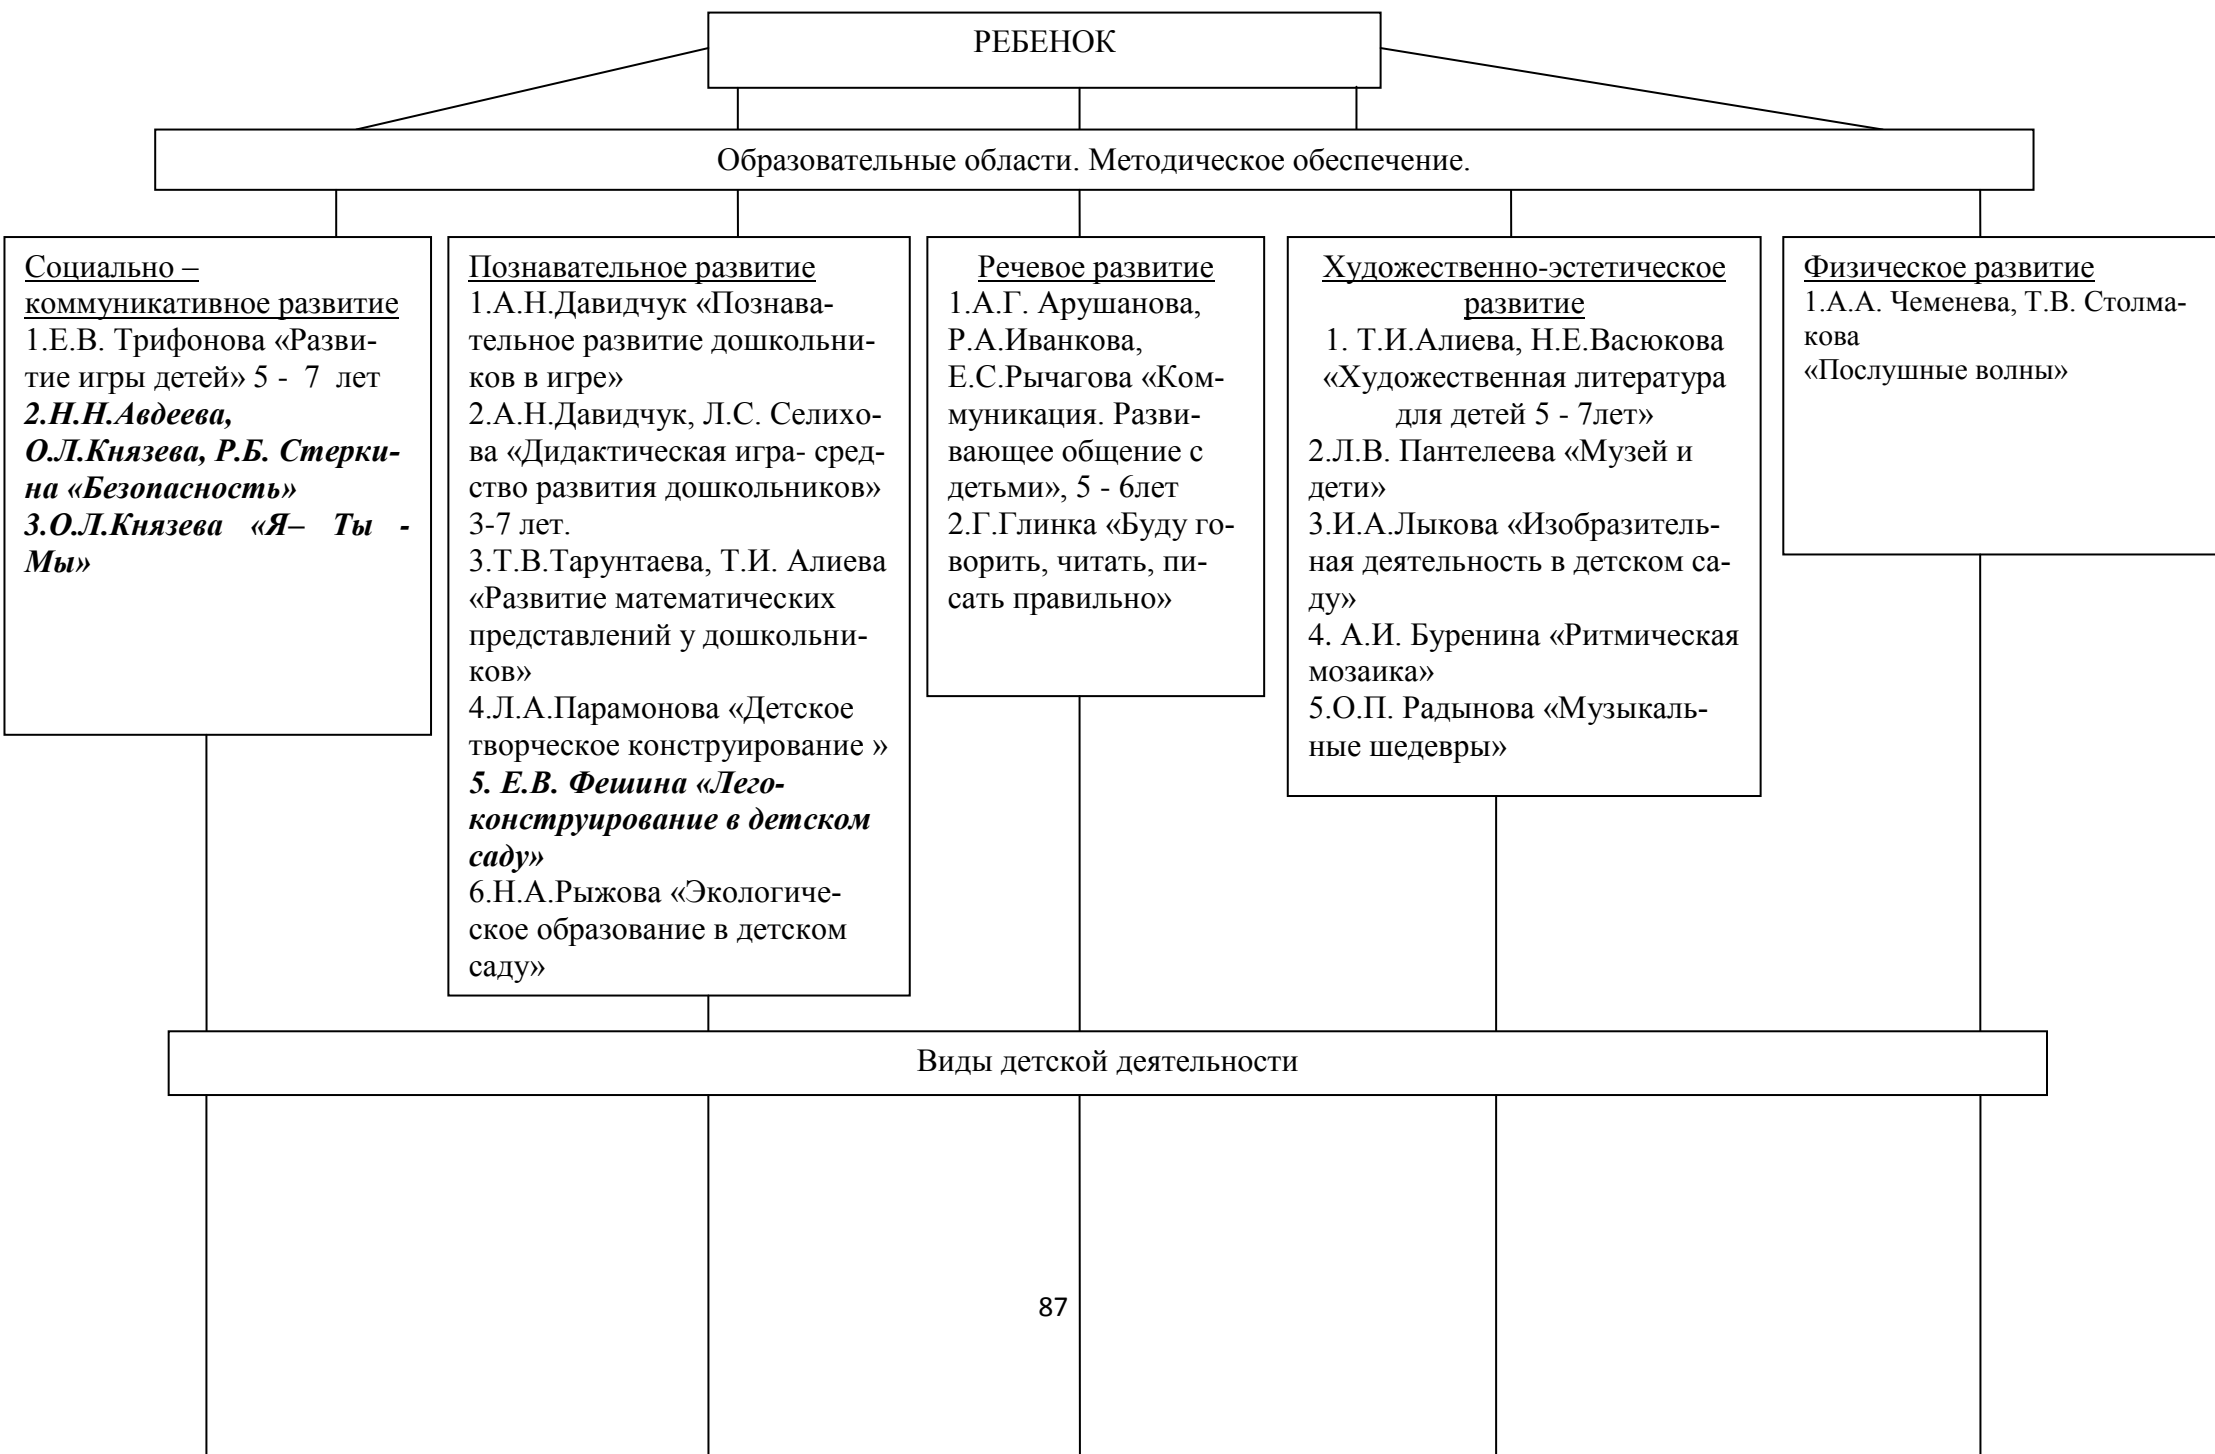 РЕБЕНОК
Образовательные области. Методическое обеспечение.
Социально –
коммуникативное развитие
1.Е.В. Трифонова «Разви-
тие игры детей» 5 - 7 лет
2.Н.Н.Авдеева,
О.Л.Князева, Р.Б. Стерки-
на «Безопасность»
3.О.Л.Князева «Я– Ты -
Мы»
Познавательное развитие
1.А.Н.Давидчук «Познава-
тельное развитие дошкольни-
ков в игре»
2.А.Н.Давидчук, Л.С. Селихо-
ва «Дидактическая игра- сред-
ство развития дошкольников»
3-7 лет.
3.Т.В.Тарунтаева, Т.И. Алиева
«Развитие математических
представлений у дошкольни-
ков»
4.Л.А.Парамонова «Детское
творческое конструирование »
5. Е.В. Фешина «Лего-
конструирование в детском
саду»
6.Н.А.Рыжова «Экологиче-
ское образование в детском
саду»
Речевое развитие
1.А.Г. Арушанова,
Р.А.Иванкова,
Е.С.Рычагова «Ком-
муникация. Разви-
вающее общение с
детьми», 5 - 6лет
2.Г.Глинка «Буду го-
ворить, читать, пи-
сать правильно»
Художественно-эстетическое
развитие
1. Т.И.Алиева, Н.Е.Васюкова
«Художественная литература
для детей 5 - 7лет»
2.Л.В. Пантелеева «Музей и
дети»
3.И.А.Лыкова «Изобразитель-
ная деятельность в детском са-
ду»
4. А.И. Буренина «Ритмическая
мозаика»
5.О.П. Радынова «Музыкаль-
ные шедевры»
Физическое развитие
1.А.А. Чеменева, Т.В. Столма-
кова
«Послушные волны»
Виды детской деятельности
87